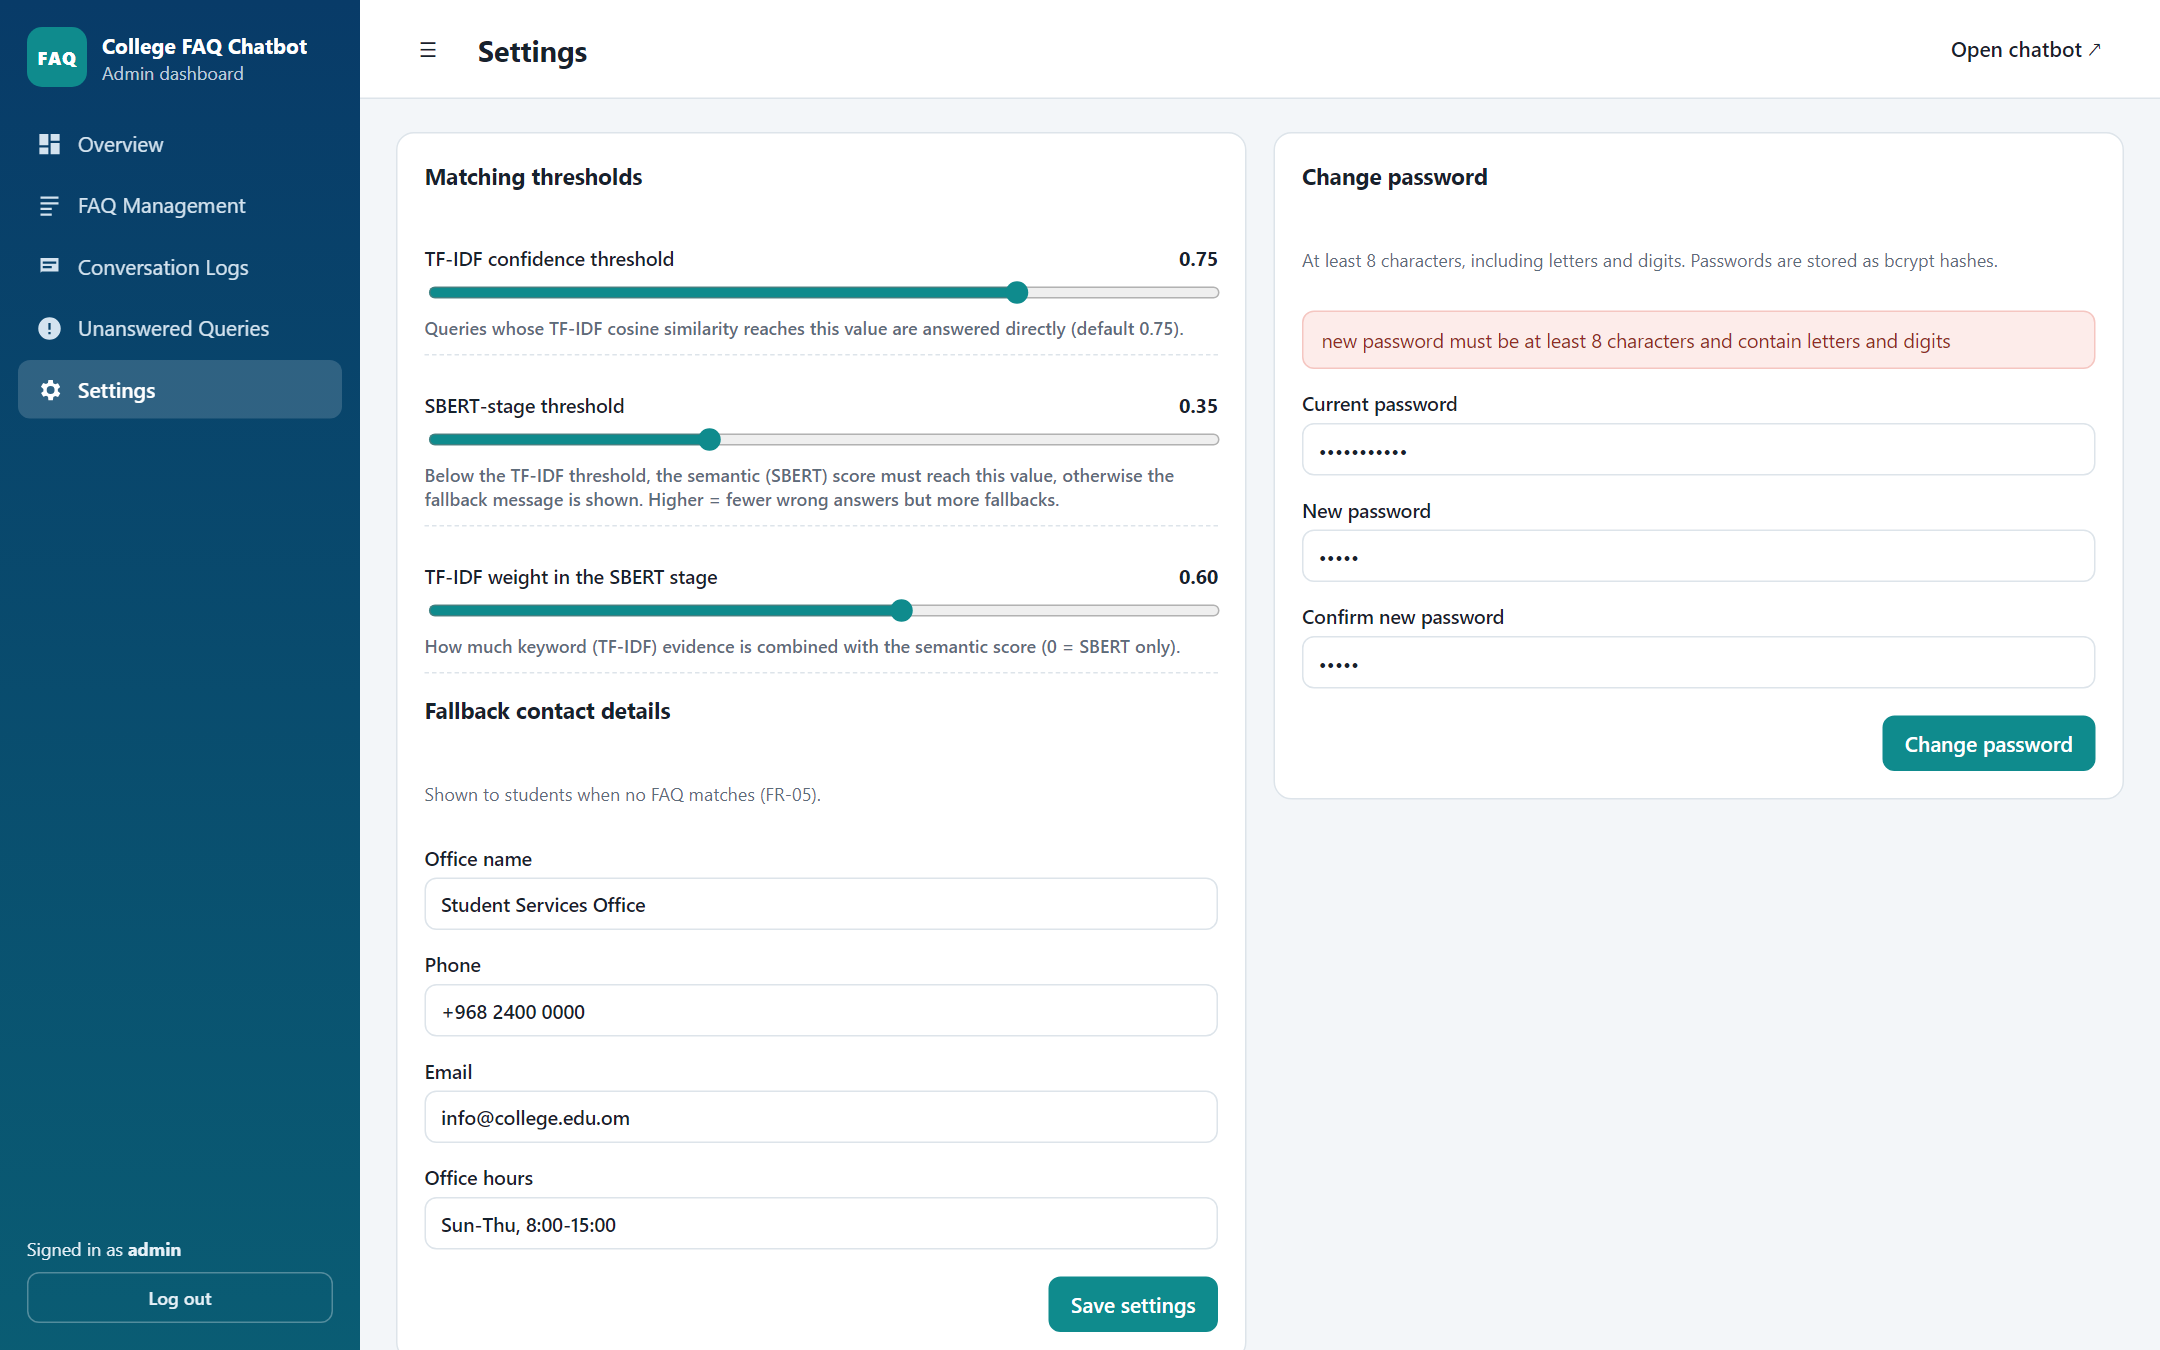 FAQ
College FAQ Chatbot
Admin dashboard
Overview
FAQ Management
Conversation Logs
Unanswered Queries
Settings
Signed in as admin
Log out
☰ Settings
Open chatbot ↗
Matching thresholds
TF-IDF confidence threshold 0.75
Queries whose TF-IDF cosine similarity reaches this value are answered directly (default 0.75).
SBERT-stage threshold 0.35
Below the TF-IDF threshold, the semantic (SBERT) score must reach this value, otherwise the
fallback message is shown. Higher = fewer wrong answers but more fallbacks.
TF-IDF weight in the SBERT stage 0.60
How much keyword (TF-IDF) evidence is combined with the semantic score (0 = SBERT only).
Fallback contact details
Shown to students when no FAQ matches (FR-05).
Office name
Student Services Office
Phone
+968 2400 0000
Email
info@college.edu.om
Office hours
Sun-Thu, 8:00-15:00
Save settings
Change password
At least 8 characters, including letters and digits. Passwords are stored as bcrypt hashes.
new password must be at least 8 characters and contain letters and digits
Current password
•••••••••••
New password
•••••
Confirm new password
•••••
Change password